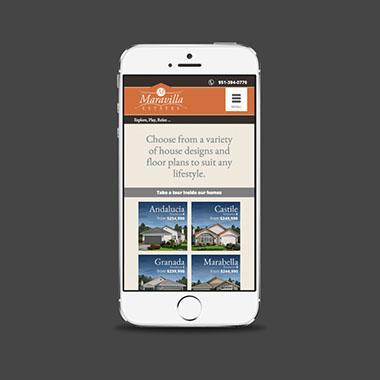 951-394-0770
M
Maravilla
ESTATES
MENU
Explore, Play, Relax ...
Choose from a variety
of house designs and
floor plans to suit any
lifestyle.
Take a tour inside our homes
Andalucia
from $254,990
Castile
from $249,990
Granada
from $259,990
Marabella
from $244,990